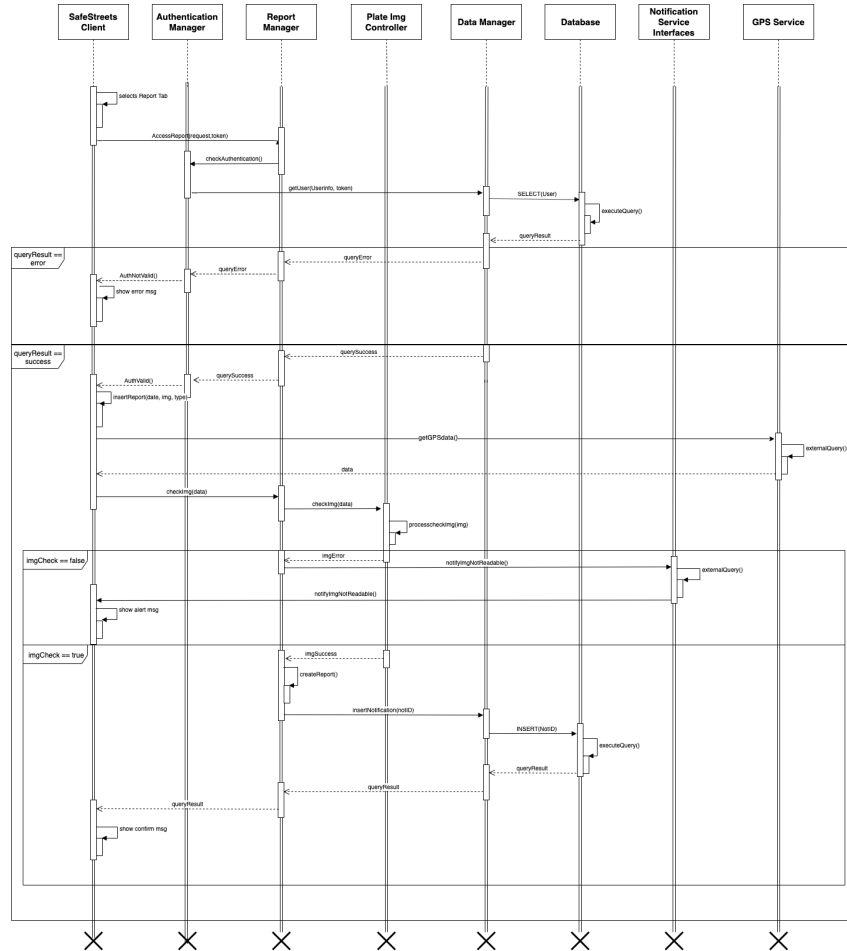 SafeStreets
Client
Authentication
Manager
Report
Manager
Plate Img
Controller
Data Manager
Database
Notification
Service
Interfaces
GPS Service
selects Report Tab
AccessReport(request,token)
checkAuthentication()
getUser(UserInfo, token)
SELECT(User)
executeQuery()
queryResult
queryResult ==
error
queryError
queryError
AuthNotValid()
show error msg
queryResult ==
success
querySuccess
querySuccess
AuthValid()
insertReport(date, img, type)
getGPSdata()
externalQuery()
data
checkImg(data)
checkImg(data)
processcheckImg(img)
imgCheck == false
imgError
notifyImgNotReadable()
externalQuery()
notifyImgNotReadable()
show alert msg
imgCheck == true
imgSuccess
createReport()
insertNotification(notID)
INSERT(NotID)
executeQuery()
queryResult
queryResult
queryResult
show confirm msg